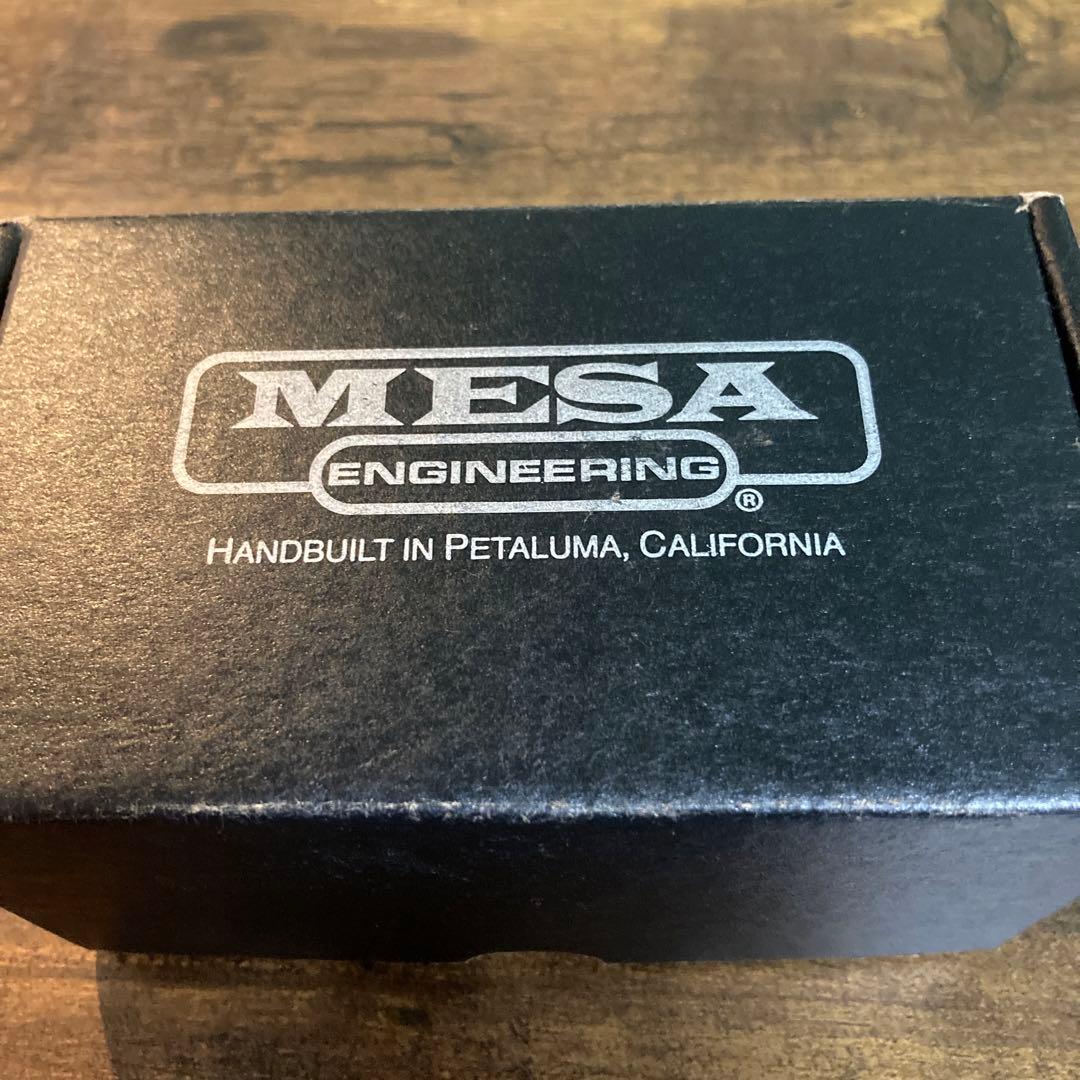 MESA
ENGINEERING®
HANDBUILT IN PETALUMA, CALIFORNIA